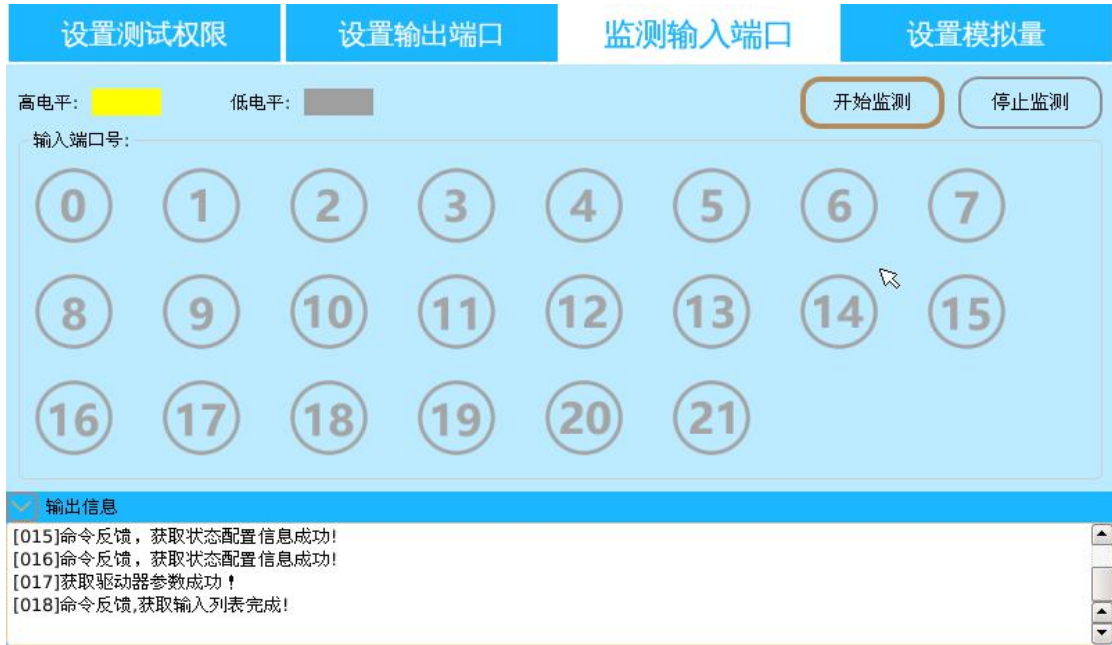 设置测试权限 设置输出端口 监测输入端口 设置模拟量
高电平: 低电平: 开始监测 停止监测
输入端口号:
0 1 2 3 4 5 6 7
8 9 10 11 12 13 14 15
16 17 18 19 20 21
输出信息
[015]命令反馈，获取状态配置信息成功!
[016]命令反馈，获取状态配置信息成功!
[017]获取驱动器参数成功！
[018]命令反馈,获取输入列表完成!